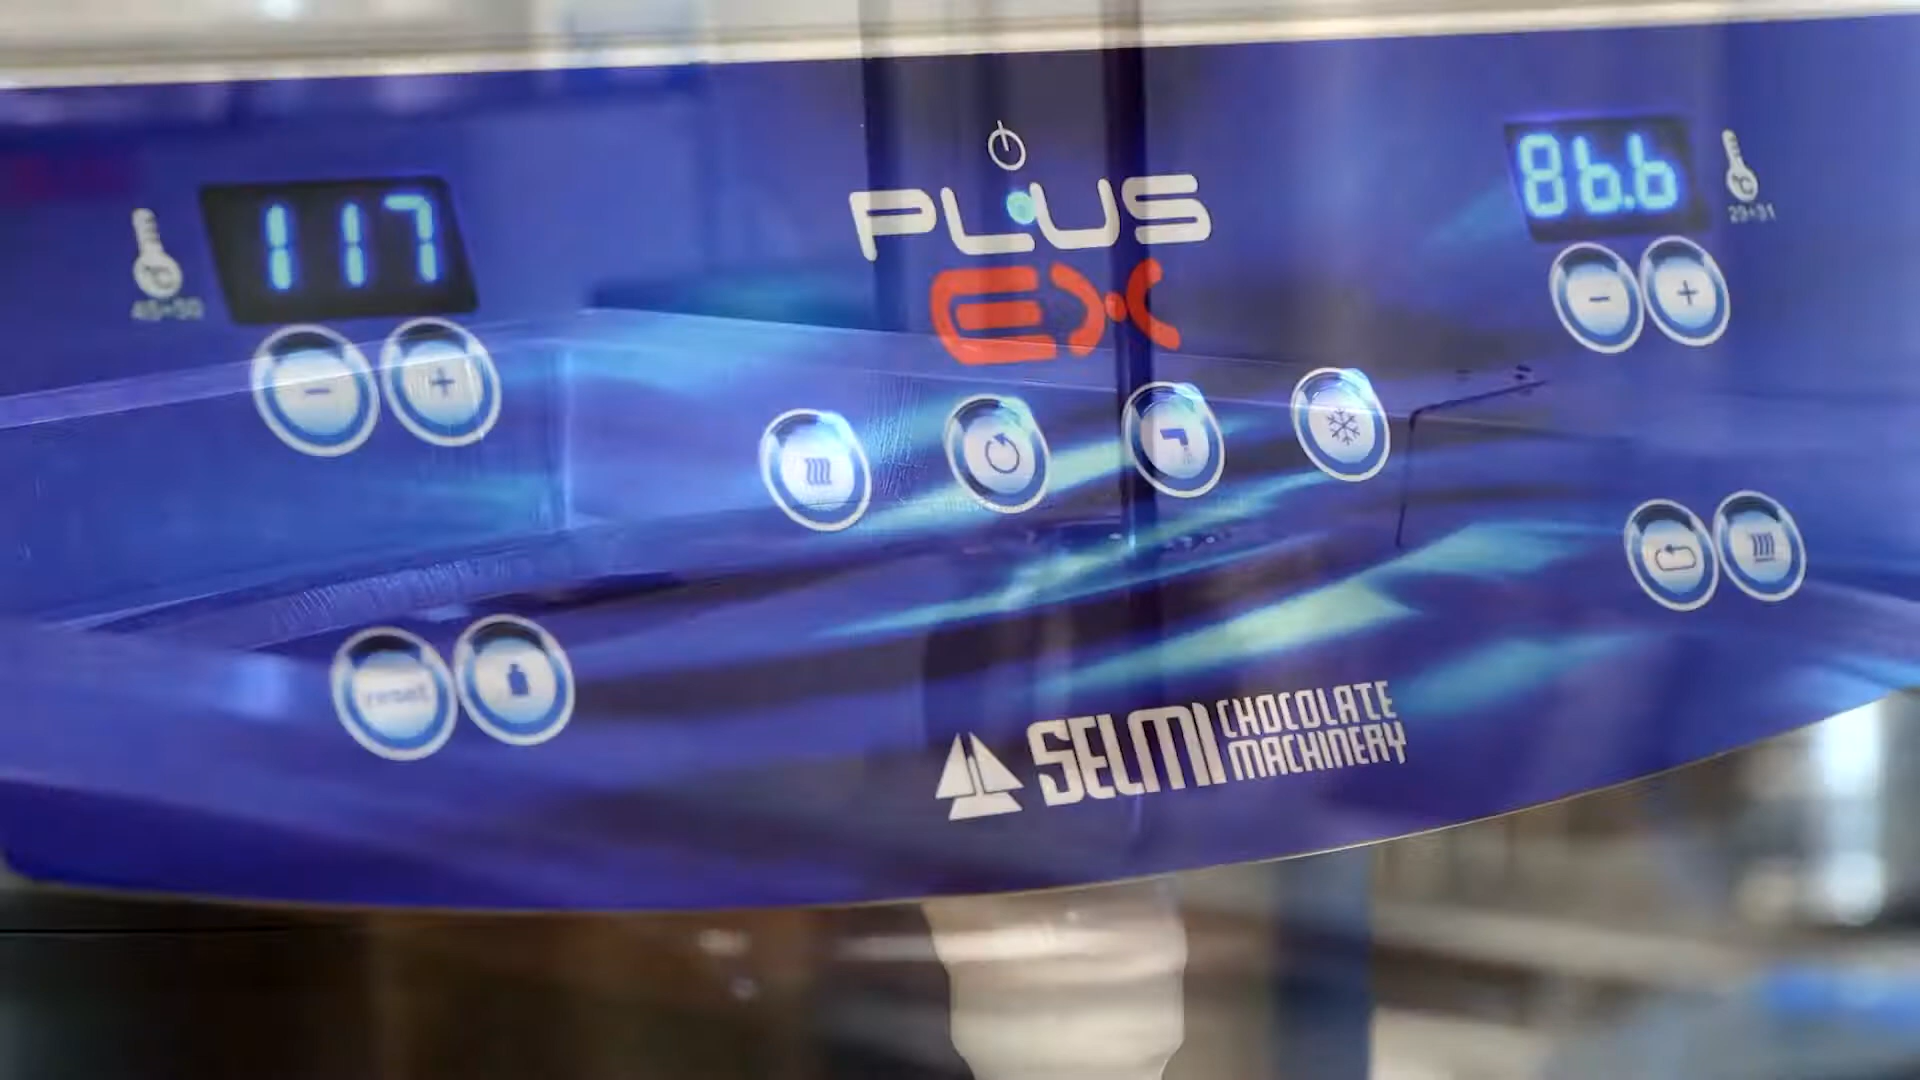 117
86.6
°C
29÷31
°C
45÷50
PLUS
EX
reset
SELMI CHOCOLATE
MACHINERY